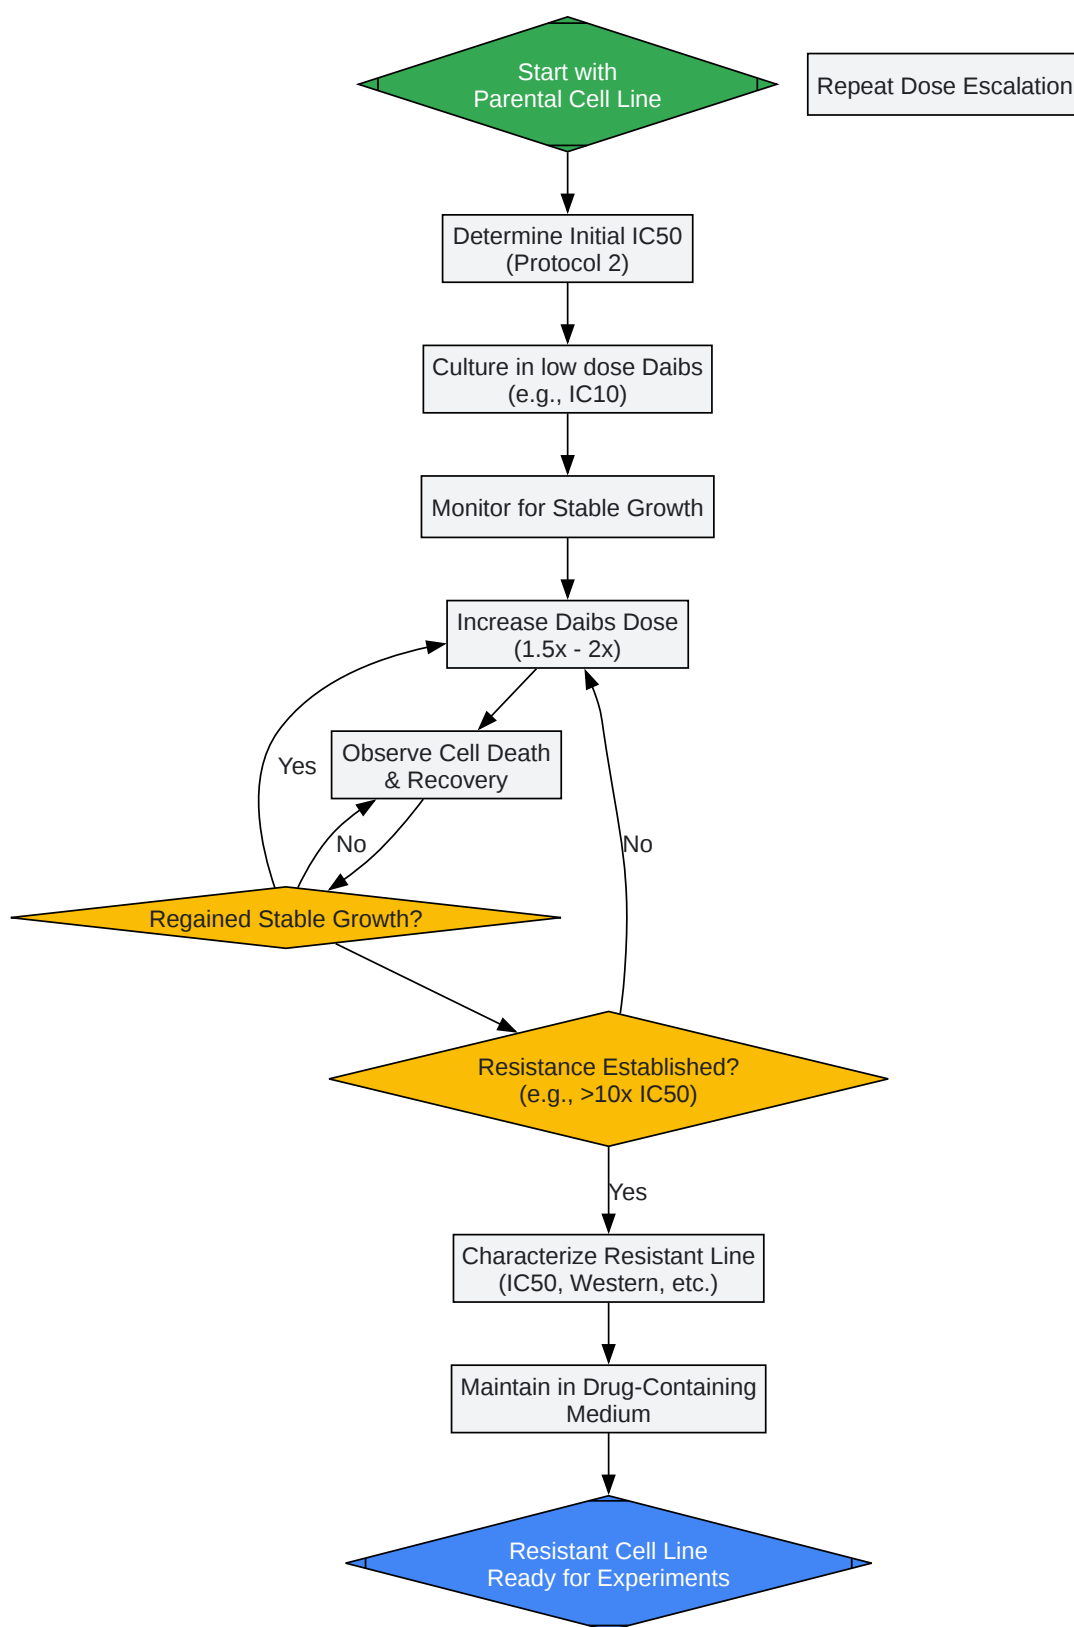 Start with
Parental Cell Line
Repeat Dose Escalation
Determine Initial IC50
(Protocol 2)
Culture in low dose Daibs
(e.g., IC10)
Monitor for Stable Growth
Increase Daibs Dose
(1.5x - 2x)
Observe Cell Death
& Recovery
Yes
No
No
Regained Stable Growth?
Resistance Established?
(e.g., >10x IC50)
Yes
Characterize Resistant Line
(IC50, Western, etc.)
Maintain in Drug-Containing
Medium
Resistant Cell Line
Ready for Experiments